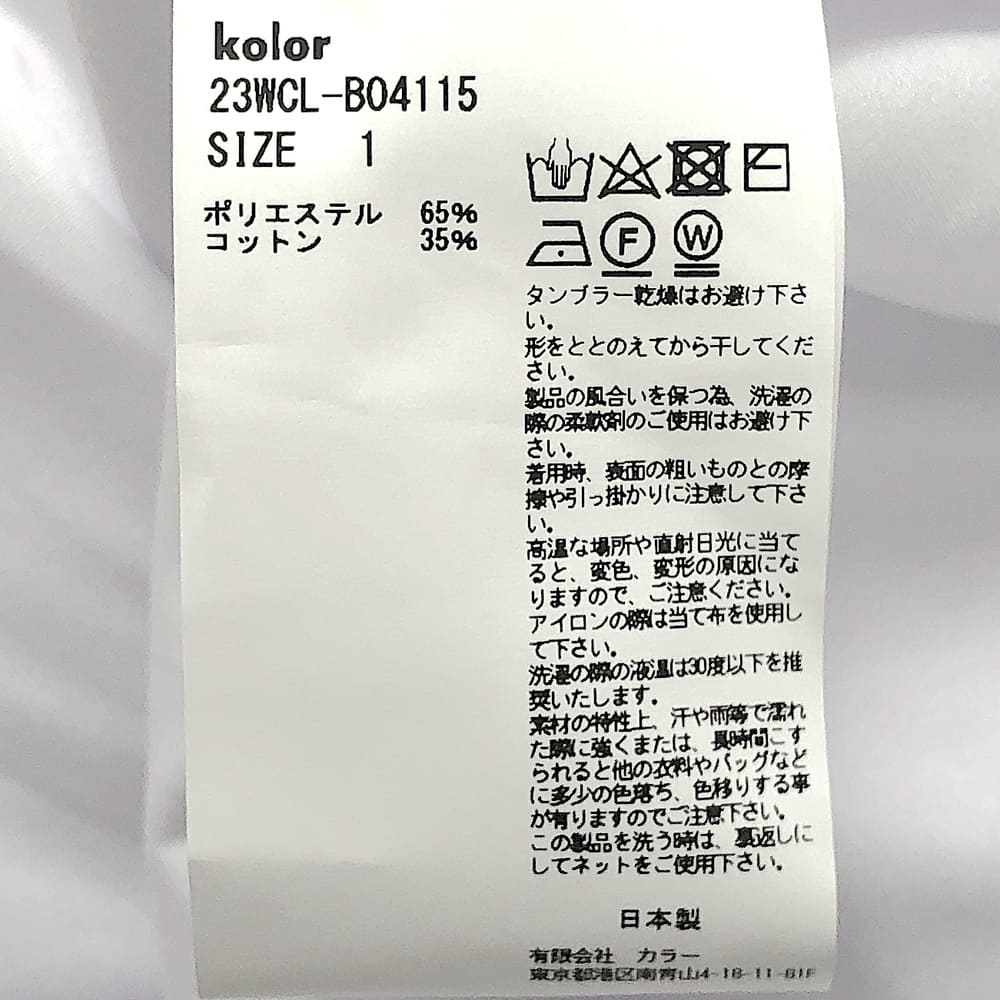 kolor
23WCL-B04115
SIZE 1
ポリエステル 65%
コットン 35%
F W
タンブラー乾燥はお避け下さ
い。
形をととのえてから干してくだ
さい。
製品の風合いを保つ為、洗濯の
際の柔軟剤のご使用はお避け下
さい。
着用時、表面の粗いものとの摩
擦や引っ掛かりに注意して下さ
い。
高温な場所や直射日光に当て
ると、変色、変形の原因にな
りますので、ご注意ください。
アイロンの際は当て布を使用し
て下さい。
洗濯の際の液温は30度以下を推
奨いたします。
素材の特性上、汗や雨等で濡れ
た際に強くまたは、長時間こす
られると他の衣料やバッグなど
に多少の色落ち、色移りする事
が有りますのでご注意下さい。
この製品を洗う時は、裏返しに
してネットをご使用下さい。
日本製
有限会社 カラー
東京都港区南青山4-18-11-B1F